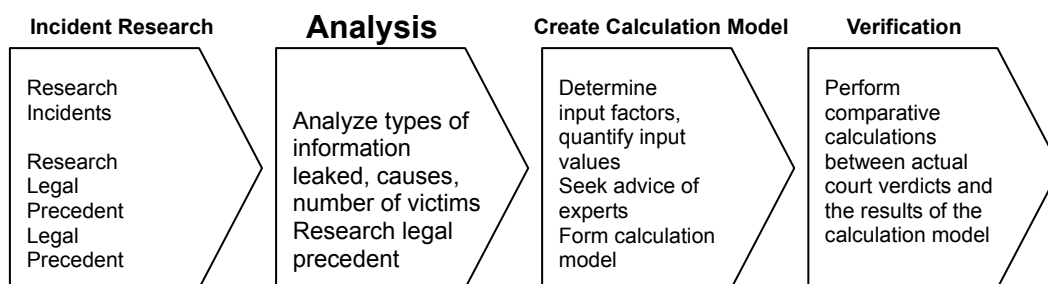 Incident Research
Research
Incidents
Research
Legal
Precedent
Legal
Precedent
Analysis
Analyze types of
information
leaked, causes,
number of victims
Research legal
precedent
Create Calculation Model
Determine
input factors,
quantify input
values
Seek advice of
experts
Form calculation
model
Verification
Perform
comparative
calculations
between actual
court verdicts and
the results of the
calculation model